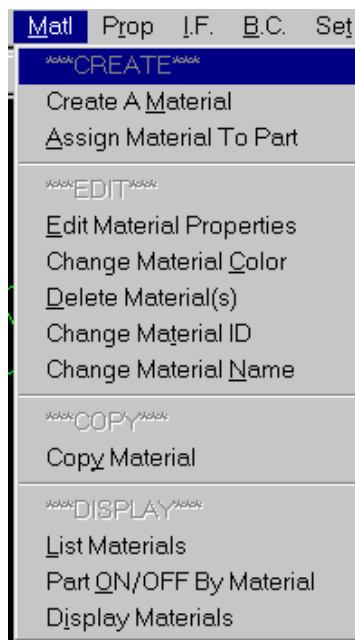 Matl Prop I.F. B.C. Set
***CREATE***
Create A Material
Assign Material To Part
***EDIT***
Edit Material Properties
Change Material Color
Delete Material(s)
Change Material ID
Change Material Name
***COPY***
Copy Material
***DISPLAY***
List Materials
Part ON/OFF By Material
Display Materials